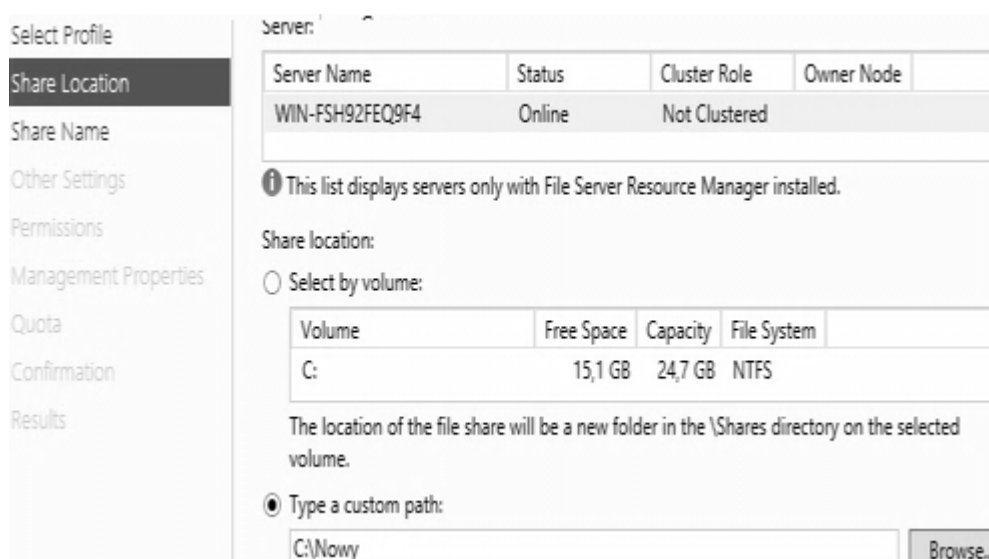 Select Profile
Share Location
Share Name
Other Settings
Permissions
Management Properties
Quota
Confirmation
Results
Server:
Server Name Status Cluster Role Owner Node
WIN-FSH92FEQ9F4 Online Not Clustered
This list displays servers only with File Server Resource Manager installed.
Share location:
Select by volume:
Volume Free Space Capacity File System
C: 15,1 GB 24,7 GB NTFS
The location of the file share will be a new folder in the \Shares directory on the selected
volume.
Type a custom path:
C:\Nowy
Browse...